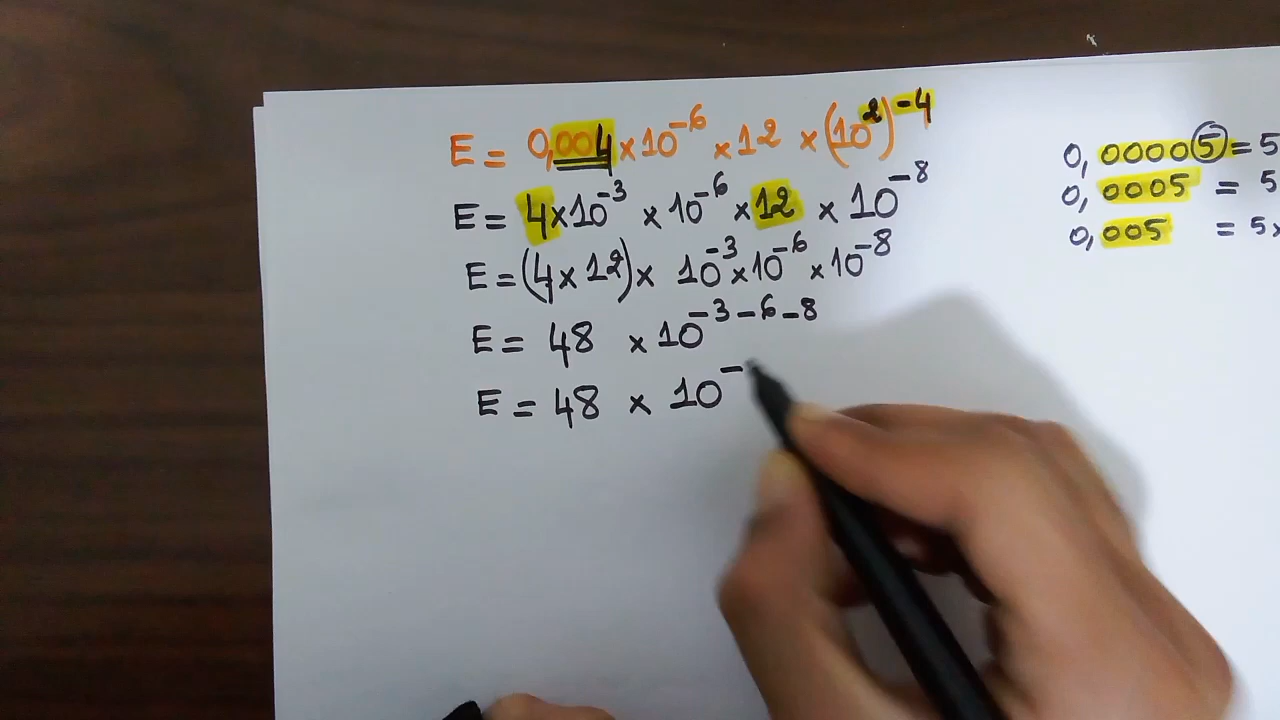 E = 0,004 × 10⁻⁶ × 12 × (10²)⁻⁴
E = 4 × 10⁻³ × 10⁻⁶ × 12 × 10⁻⁸
E = (4 × 12) × 10⁻³ × 10⁻⁶ × 10⁻⁸
E = 48 × 10⁻³⁻⁶⁻⁸
E = 48 × 10⁻
0,00005 = 5
0,0005 = 5
0,005 = 5×